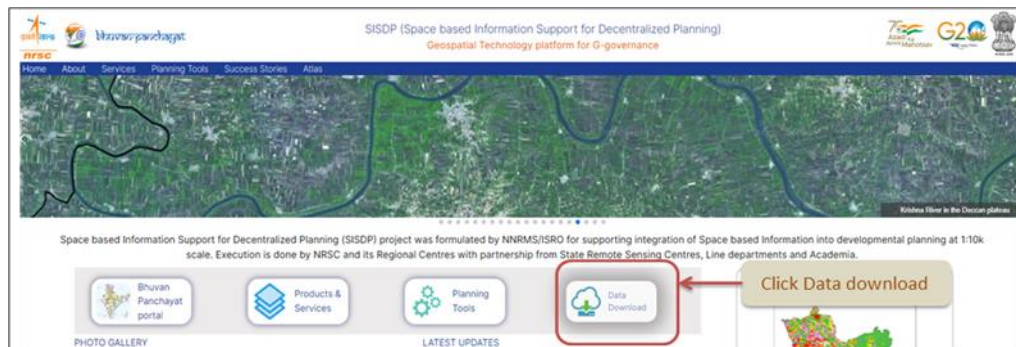 nrsc
bhuvan panchayat
SISDP (Space based Information Support for Decentralized Planning)
Geospatial Technology platform for G-governance
Azadi Ka
Amrit Mahotsav
G20
Home About Services Planning Tools Success Stories Atlas
Krishna River in the Deccan plateau
Space based Information Support for Decentralized Planning (SISDP) project was formulated by NNRMS/ISRO for supporting integration of Space based Information into developmental planning at 1:10k
scale. Execution is done by NRSC and its Regional Centres with partnership from State Remote Sensing Centres, Line departments and Academia.
Bhuvan
Panchayat
portal
Products &
Services
Planning
Tools
Data
Download
Click Data download
PHOTO GALLERY
LATEST UPDATES